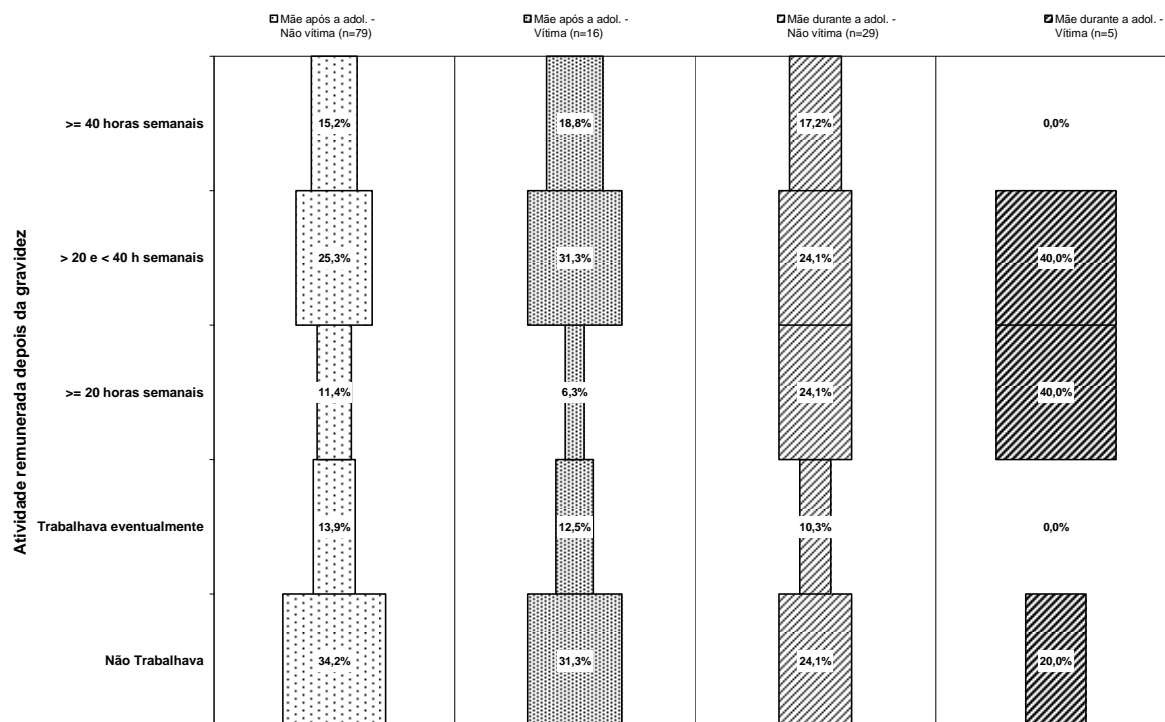 Mãe após a adol. -
Não vítima (n=79)
Mãe após a adol. -
Vítima (n=16)
Mãe durante a adol. -
Não vítima (n=29)
Mãe durante a adol. -
Vítima (n=5)
Atividade remunerada depois da gravidez
>= 40 horas semanais
15,2%
18,8%
17,2%
0,0%
> 20 e < 40 h semanais
25,3%
31,3%
24,1%
40,0%
>= 20 horas semanais
11,4%
6,3%
24,1%
40,0%
Trabalhava eventualmente
13,9%
12,5%
10,3%
0,0%
Não Trabalhava
34,2%
31,3%
24,1%
20,0%